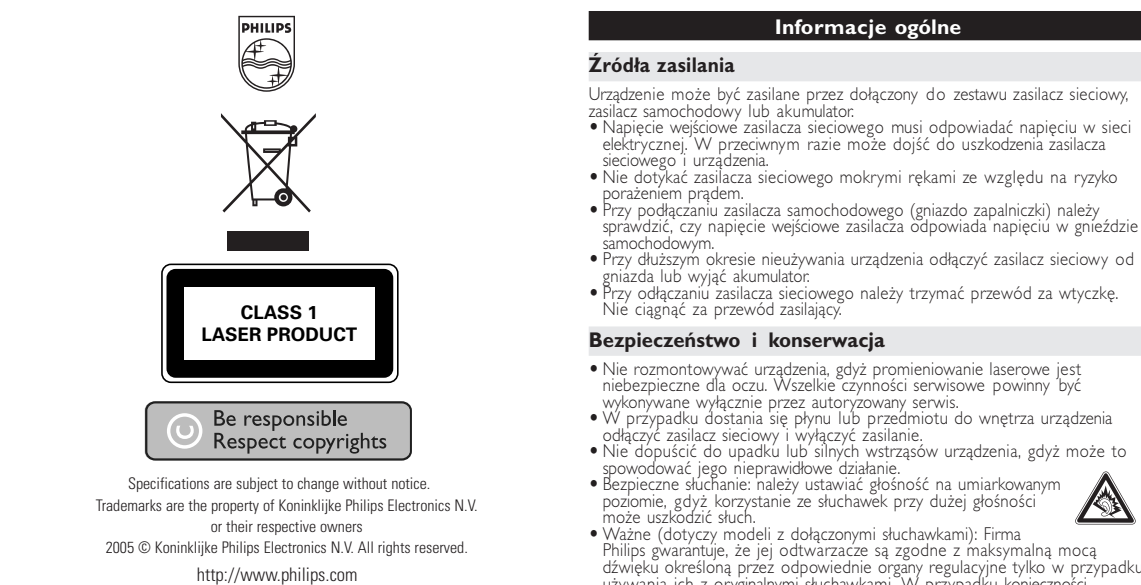 PHILIPS
CLASS 1
LASER PRODUCT
Be responsible
Respect copyrights
Specifications are subject to change without notice.
Trademarks are the property of Koninklijke Philips Electronics N.V.
or their respective owners
2005 © Koninklijke Philips Electronics N.V. All rights reserved.
http://www.philips.com
Informacje ogólne
Źródła zasilania
Urządzenie może być zasilane przez dołączony do zestawu zasilacz sieciowy,
zasilacz samochodowy lub akumulator.
• Napięcie wejściowe zasilacza sieciowego musi odpowiadać napięciu w sieci
elektrycznej. W przeciwnym razie może dojść do uszkodzenia zasilacza
sieciowego i urządzenia.
• Nie dotykać zasilacza sieciowego mokrymi rękami ze względu na ryzyko
porażeniem prądem.
• Przy podłączaniu zasilacza samochodowego (gniazdo zapalniczki) należy
sprawdzić, czy napięcie wejściowe zasilacza odpowiada napięciu w gnieździe
samochodowym.
• Przy dłuższym okresie nieużywania urządzenia odłączyć zasilacz sieciowy od
gniazda lub wyjąć akumulator.
• Przy odłączaniu zasilacza sieciowego należy trzymać przewód za wtyczkę.
Nie ciągnąć za przewód zasilający.
Bezpieczeństwo i konserwacja
• Nie rozmontowywać urządzenia, gdyż promieniowanie laserowe jest
niebezpieczne dla oczu. Wszelkie czynności serwisowe powinny być
wykonywane wyłącznie przez autoryzowany serwis.
• W przypadku dostania się płynu lub przedmiotu do wnętrza urządzenia
odłączyć zasilacz sieciowy i wyłączyć zasilanie.
• Nie dopuścić do upadku lub silnych wstrząsów urządzenia, gdyż może to
spowodować jego nieprawidłowe działanie.
• Bezpieczne słuchanie: należy ustawiać głośność na umiarkowanym
poziomie, gdyż korzystanie ze słuchawek przy dużej głośności
może uszkodzić słuch.
• Ważne (dotyczy modeli z dołączonymi słuchawkami): Firma
Philips gwarantuje, że jej odtwarzacze są zgodne z maksymalną mocą
dźwięku określoną przez odpowiednie organy regulacyjne tylko w przypadku
używania ich z oryginalnymi słuchawkami. W przypadku konieczności